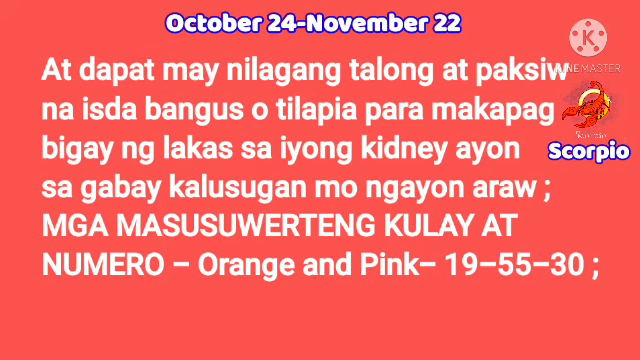 October 24-November 22
KINEMASTER
At dapat may nilagang talong at paksiw
na isda bangus o tilapia para makapag
bigay ng lakas sa iyong kidney ayon
Scorpio
sa gabay kalusugan mo ngayon araw ;
MGA MASUSUWERTENG KULAY AT
NUMERO – Orange and Pink– 19–55–30 ;